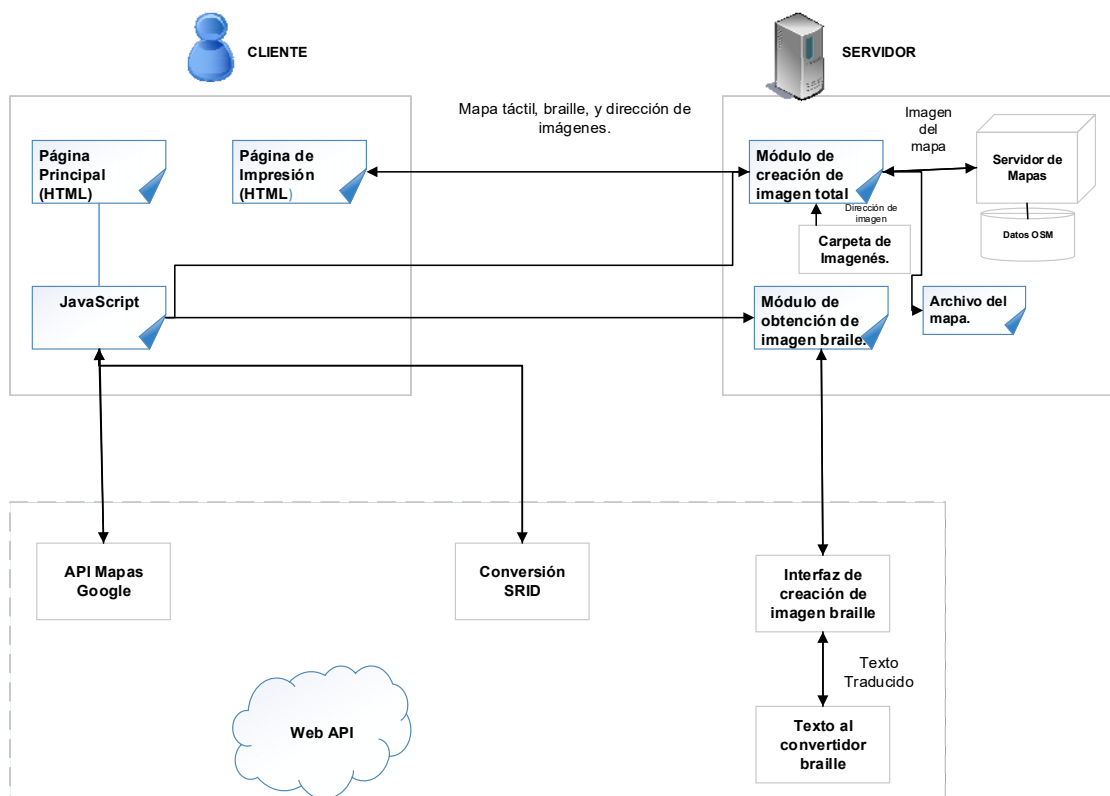 CLIENTE
SERVIDOR
Mapa táctil, braille, y dirección de
imágenes.
Página
Principal
(HTML)
Página de
Impresión
(HTML)
Módulo de
creación de
imagen total
Imagen
del
mapa
Servidor de
Mapas
Dirección de
imagen
Datos OSM
Carpeta de
Imagenés.
JavaScript
Módulo de
obtención de
imagen braile.
Archivo del
mapa.
API Mapas
Google
Conversión
SRID
Interfaz de
creación de
imagen braille
Texto
Traducido
Web API
Texto al
convertidor
braille